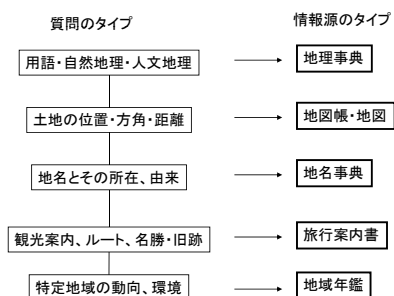 質問のタイプ
情報源のタイプ
用語・自然地理・人文地理
地理事典
土地の位置・方角・距離
地図帳・地図
地名とその所在、由来
地名事典
観光案内、ルート、名勝・旧跡
旅行案内書
特定地域の動向、環境
地域年鑑